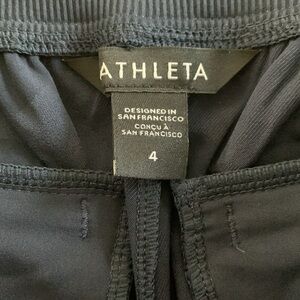 ATHLETA
DESIGNED IN
SAN FRANCISCO
CONÇU À
SAN FRANCISCO
4